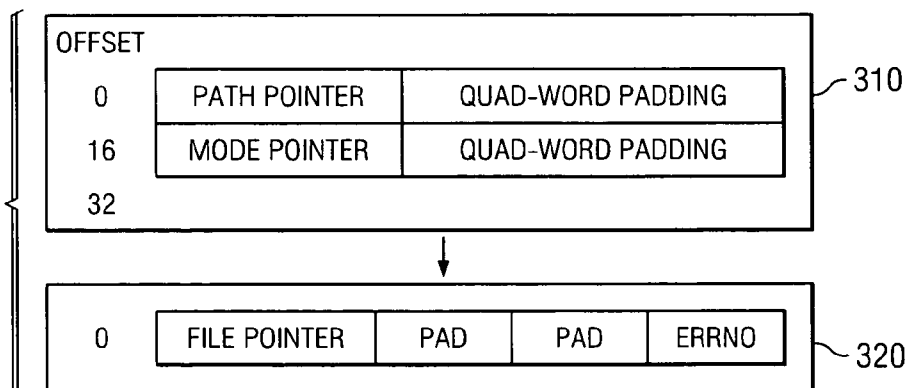 OFFSET
0 PATH POINTER QUAD-WORD PADDING 310
16 MODE POINTER QUAD-WORD PADDING
32
0 FILE POINTER PAD PAD ERRNO 320